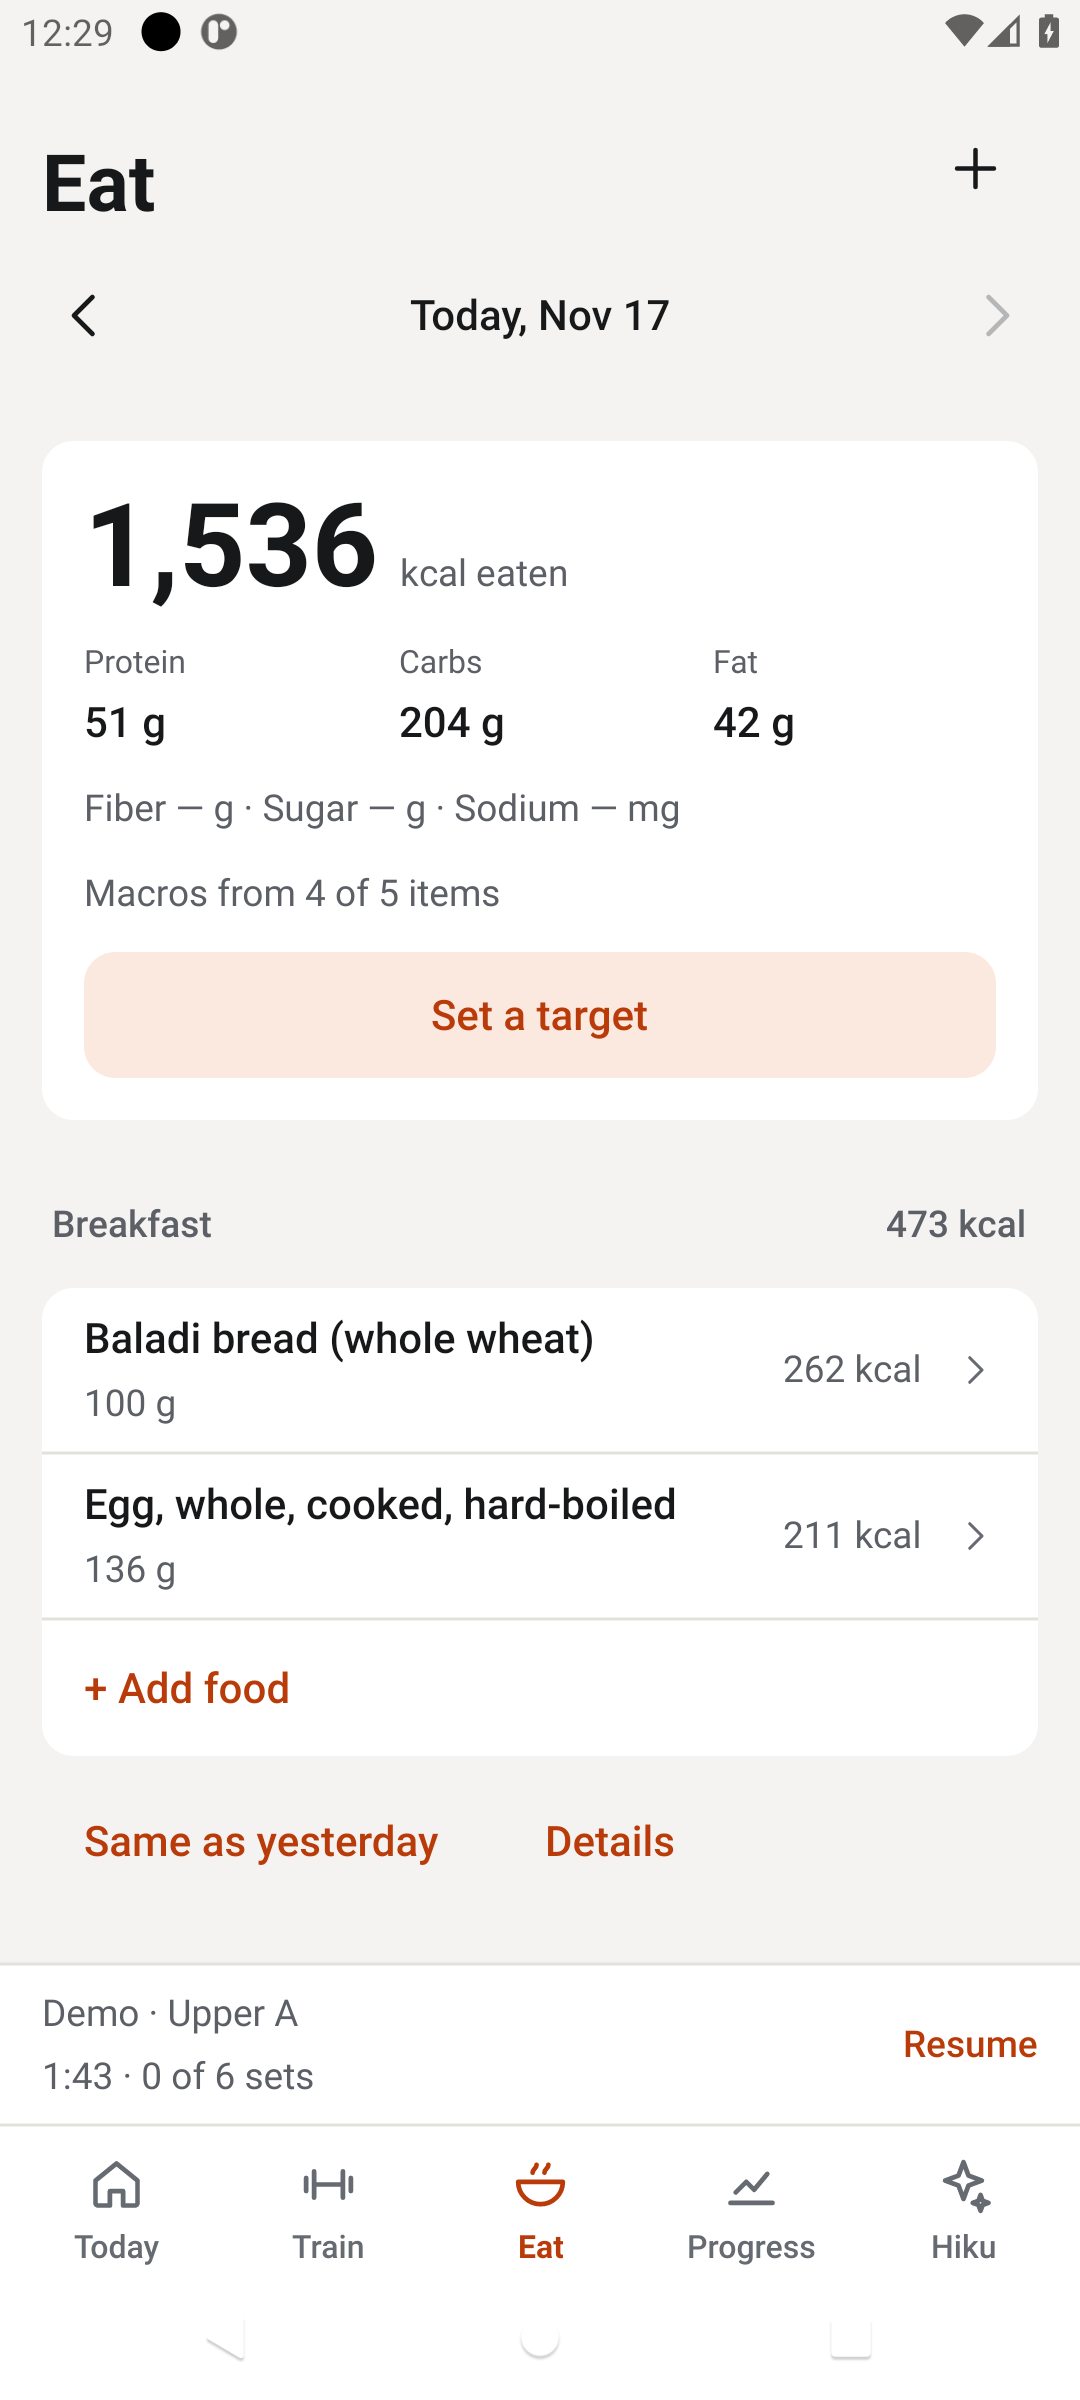 12:29
Eat
Today, Nov 17
1,536 kcal eaten
Protein Carbs Fat
51 g 204 g 42 g
Fiber — g · Sugar — g · Sodium — mg
Macros from 4 of 5 items
Set a target
Breakfast 473 kcal
Baladi bread (whole wheat)
262 kcal
100 g
Egg, whole, cooked, hard-boiled
211 kcal
136 g
+ Add food
Same as yesterday Details
Demo · Upper A
Resume
1:43 · 0 of 6 sets
Today Train Eat Progress Hiku